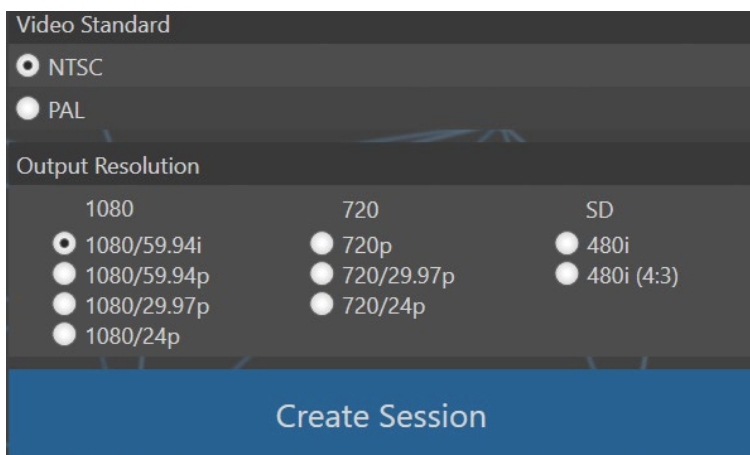 Video Standard
NTSC
PAL
Output Resolution
1080 720 SD
1080/59.94i 720p 480i
1080/59.94p 720/29.97p 480i (4:3)
1080/29.97p 720/24p
1080/24p
Create Session